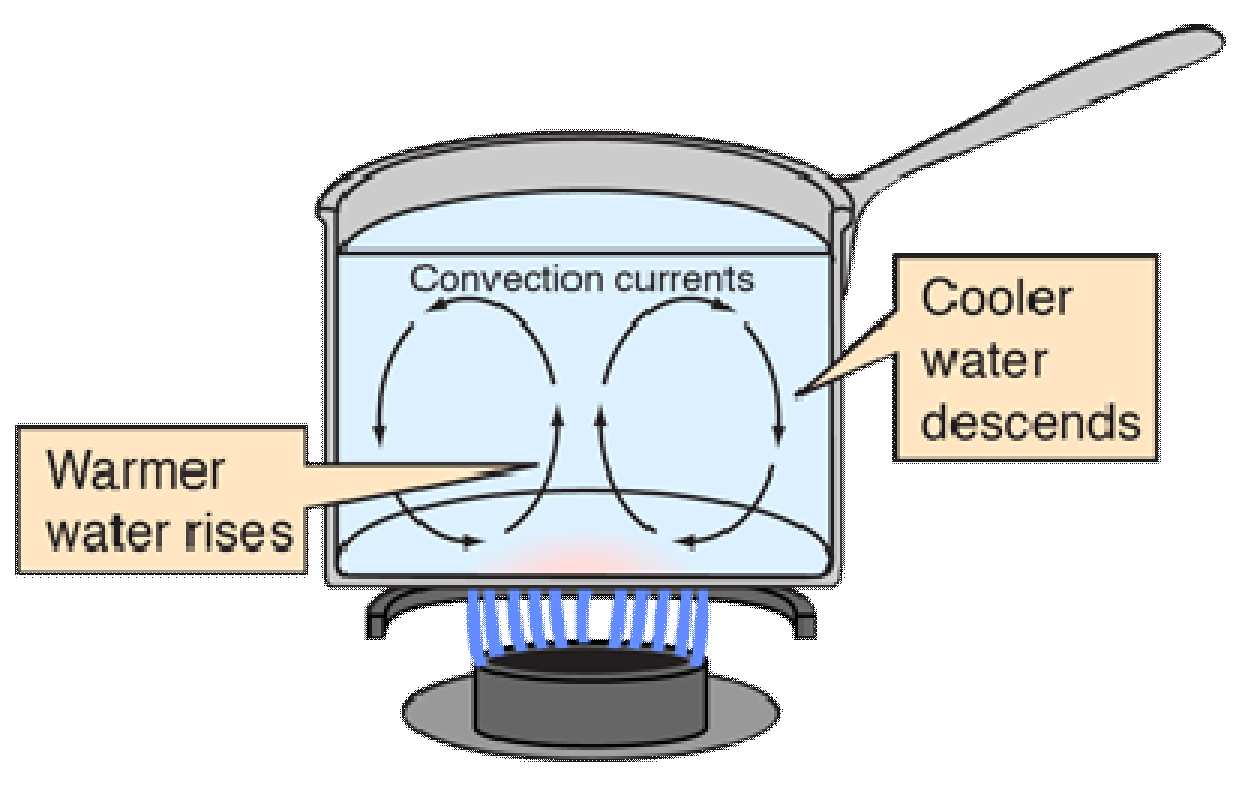 Convection currents
Cooler
water
descends
Warmer
water rises